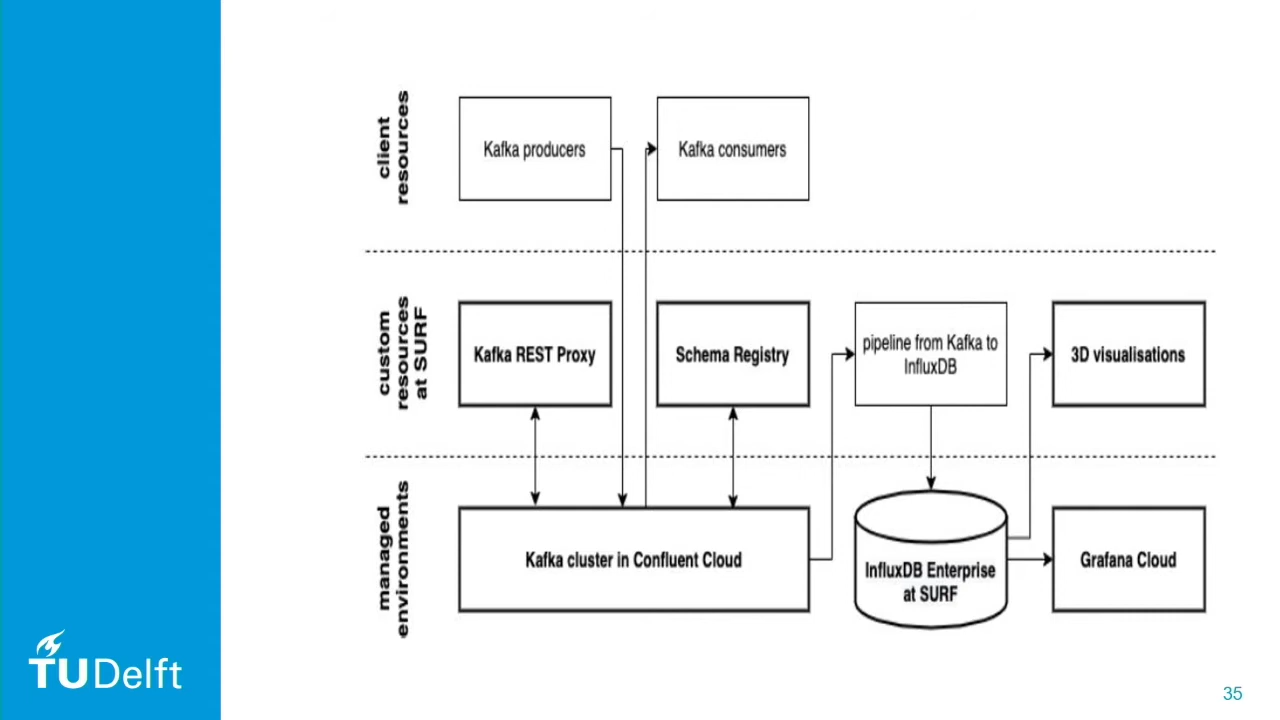 client
resources
Kafka producers
Kafka consumers
custom
resources
at SURF
Kafka REST Proxy
Schema Registry
pipeline from Kafka to
InfluxDB
3D visualisations
managed
environments
Kafka cluster in Confluent Cloud
InfluxDB Enterprise
at SURF
Grafana Cloud
TUDelft
35